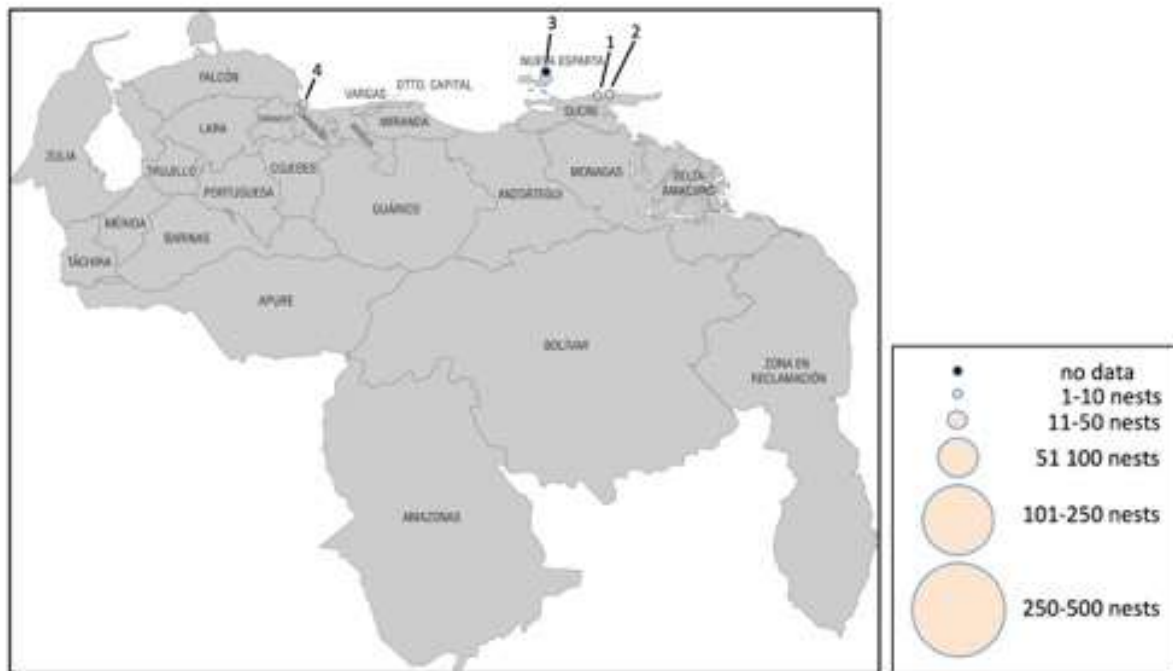 3
1
2
NUEVA ESPARTA
4
FALCÓN
VARGAS
DTTO. CAPITAL
SUCRE
LARA
MIRANDA
ZULIA
TRUJILLO
COJEDES
MONAGAS
DELTA
AMACURO
PORTUGUESA
ANZOÁTEGUI
GUÁRICO
MÉRIDA
BARINAS
TÁCHIRA
APURE
BOLÍVAR
ZONA EN
RECLAMACIÓN
AMAZONAS
no data
1-10 nests
11-50 nests
51 100 nests
101-250 nests
250-500 nests